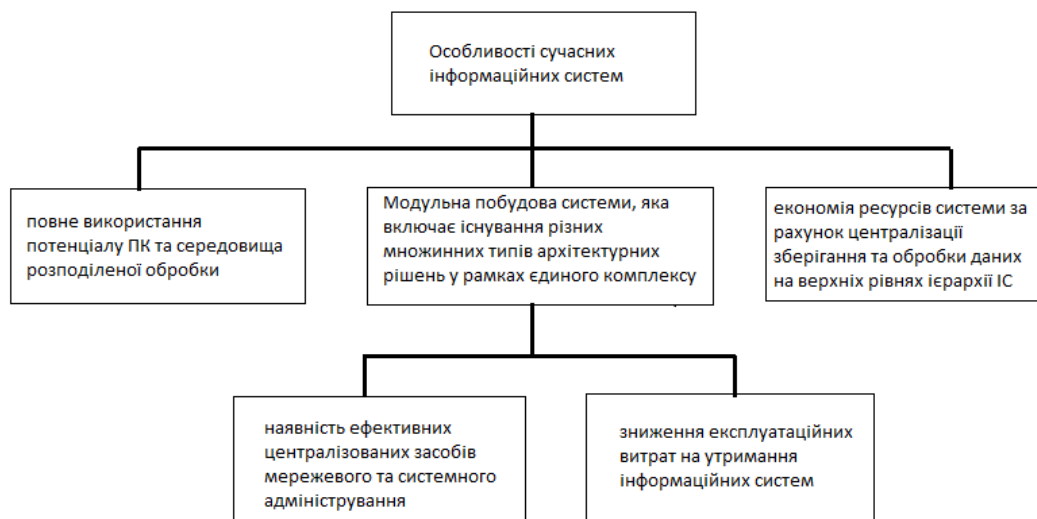 Особливості сучасних
інформаційних систем
повне використання
потенціалу ПК та середовища
розподіленої обробки
Модульна побудова системи, яка
включає існування різних
множинних типів архітектурних
рішень у рамках єдиного комплексу
економія ресурсів системи за
рахунок централізації
зберігання та обробки даних
на верхніх рівнях ієрархії ІС
наявність ефективних
централізованих засобів
мережевого та системного
адміністрування
зниження експлуатаційних
витрат на утримання
інформаційних систем